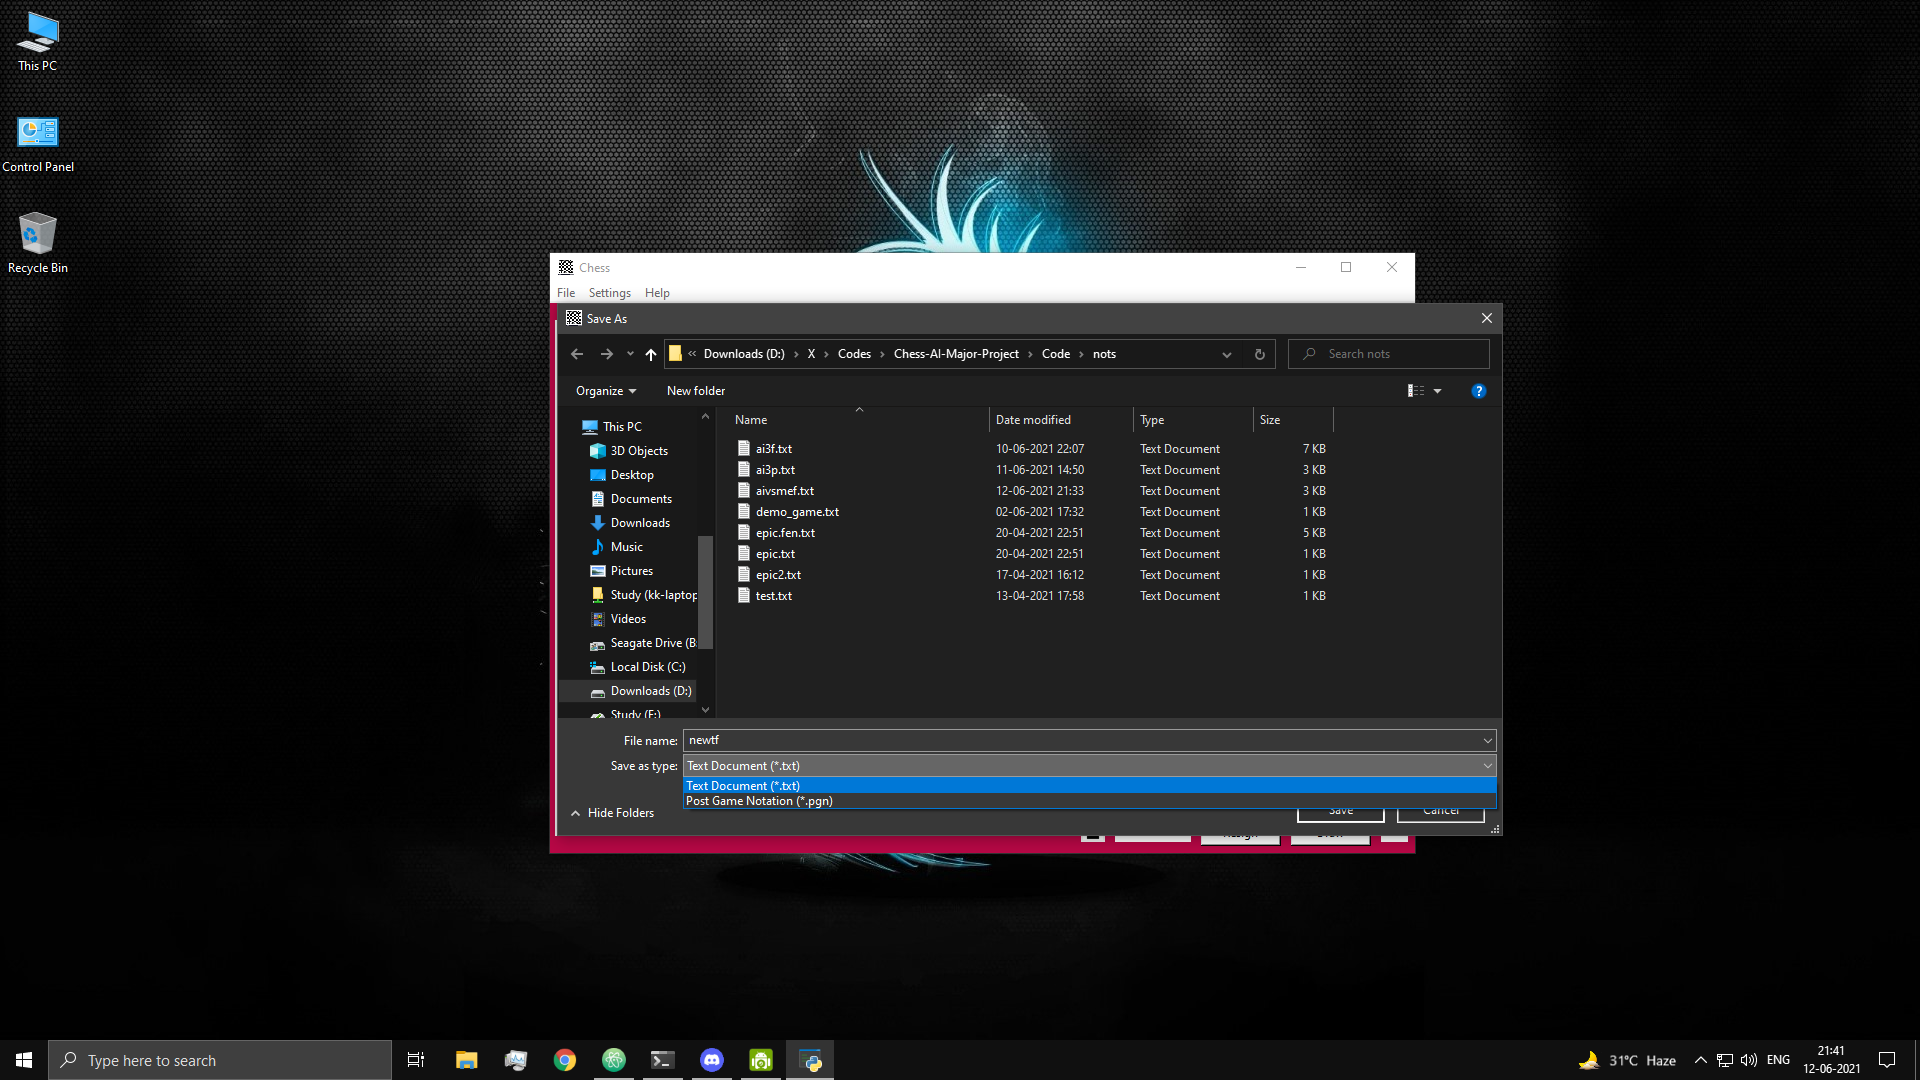 This PC
Control Panel
Recycle Bin
Chess
File Settings Help
Save As
« Downloads (D:) › X › Codes › Chess-AI-Major-Project › Code › nots
Search nots
Organize New folder
?
This PC
3D Objects
Desktop
Documents
Downloads
Music
Pictures
Study (kk-laptop
Videos
Seagate Drive (B:
Local Disk (C:)
Downloads (D:)
Study (F:)
Name Date modified Type Size
ai3f.txt 10-06-2021 22:07 Text Document 7 KB
ai3p.txt 11-06-2021 14:50 Text Document 3 KB
aivsmef.txt 12-06-2021 21:33 Text Document 3 KB
demo_game.txt 02-06-2021 17:32 Text Document 1 KB
epic.fen.txt 20-04-2021 22:51 Text Document 5 KB
epic.txt 20-04-2021 22:51 Text Document 1 KB
epic2.txt 17-04-2021 16:12 Text Document 1 KB
test.txt 13-04-2021 17:58 Text Document 1 KB
File name: newtf
Save as type: Text Document (*.txt)
Text Document (*.txt)
Post Game Notation (*.pgn)
Hide Folders
Save Cancel
Type here to search
31°C Haze
ENG
21:41
12-06-2021